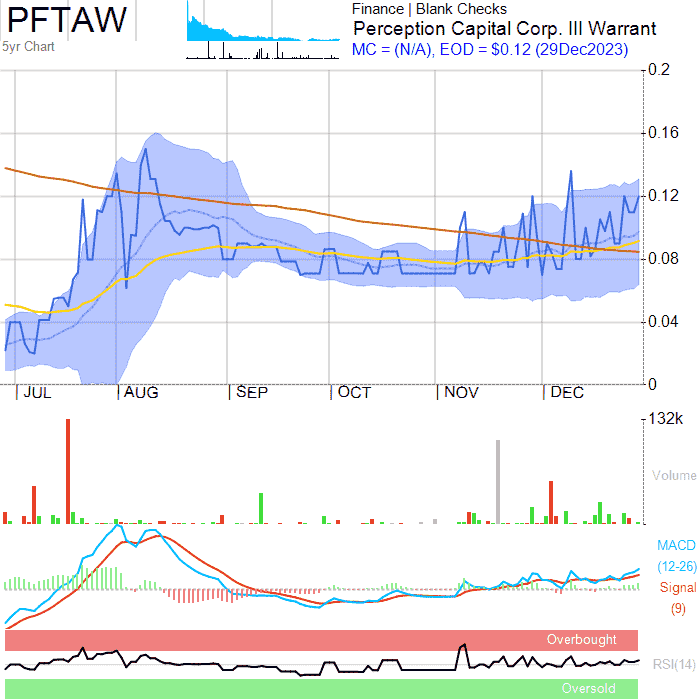 PFTAW
5yr Chart
Finance | Blank Checks
Perception Capital Corp. III Warrant
MC = (N/A), EOD = $0.12 (29Dec2023)
0.2
0.16
0.12
0.08
0.04
0
JUL
AUG
SEP
OCT
NOV
DEC
132k
Volume
MACD
(12-26)
Signal
(9)
Overbought
RSI(14)
Oversold